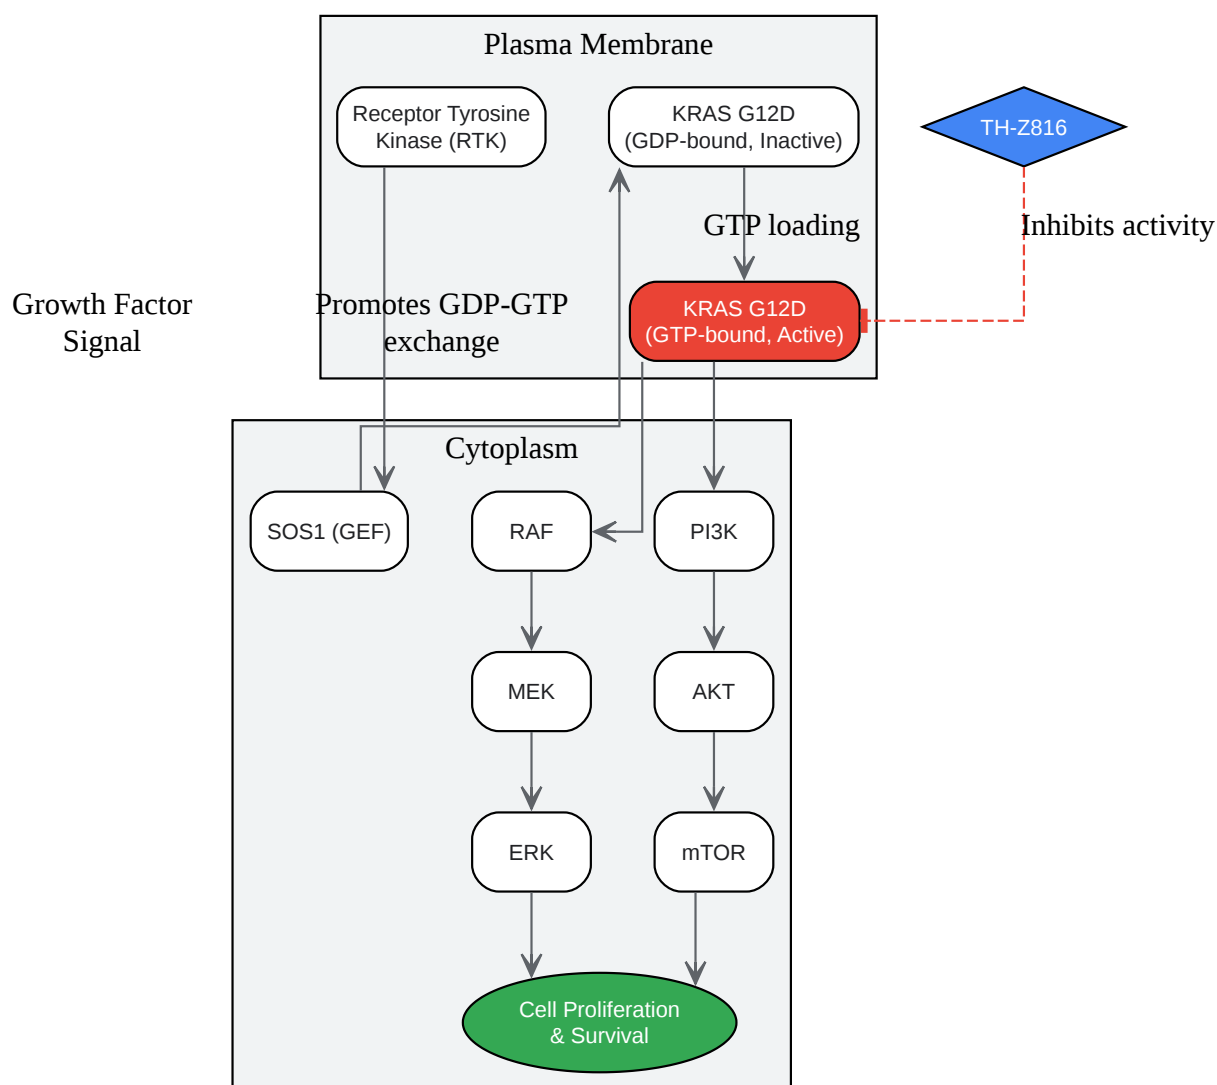 Plasma Membrane
Receptor Tyrosine
Kinase (RTK)
KRAS G12D
(GDP-bound, Inactive)
TH-Z816
GTP loading
Inhibits activity
Growth Factor
Signal
Promotes GDP-GTP
exchange
KRAS G12D
(GTP-bound, Active)
Cytoplasm
SOS1 (GEF)
RAF
PI3K
MEK
AKT
ERK
mTOR
Cell Proliferation
& Survival